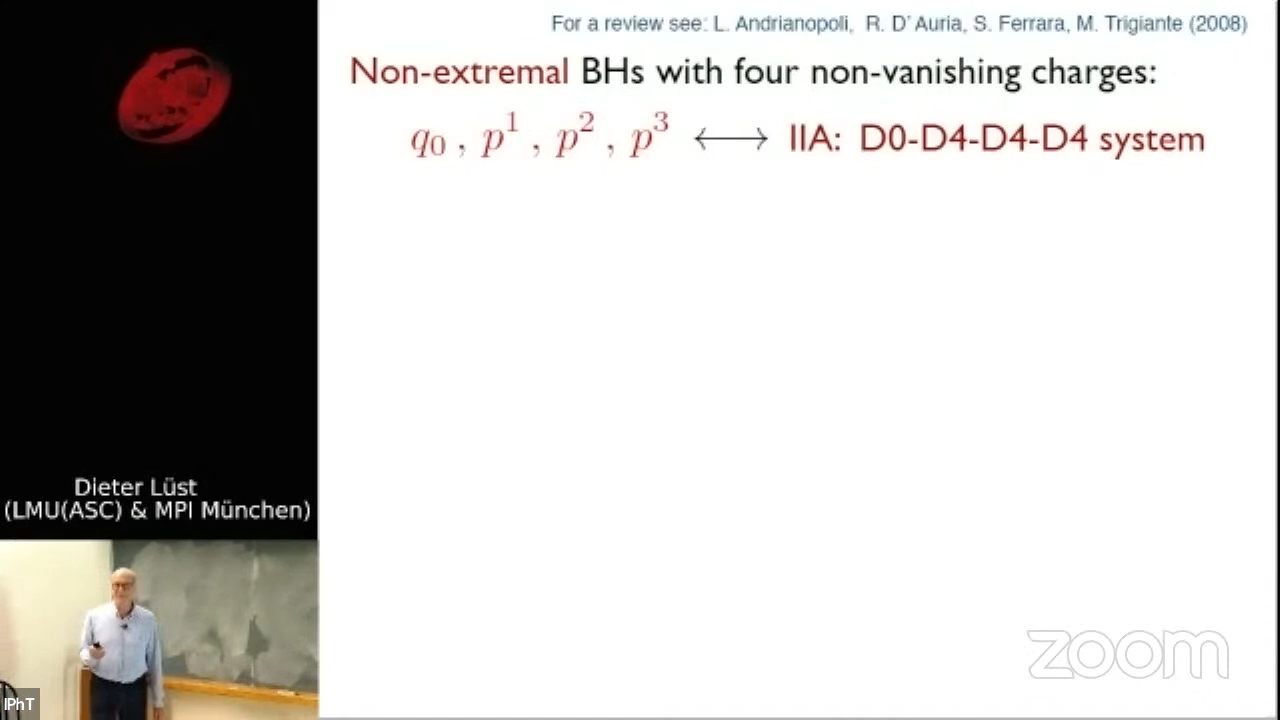 For a review see: L. Andrianopoli, R. D' Auria, S. Ferrara, M. Trigiante (2008)
Non-extremal BHs with four non-vanishing charges:
q₀ , p¹ , p² , p³ ⟷ IIA: D0-D4-D4-D4 system
Dieter Lüst
(LMU(ASC) & MPI München)
IPhT
zoom